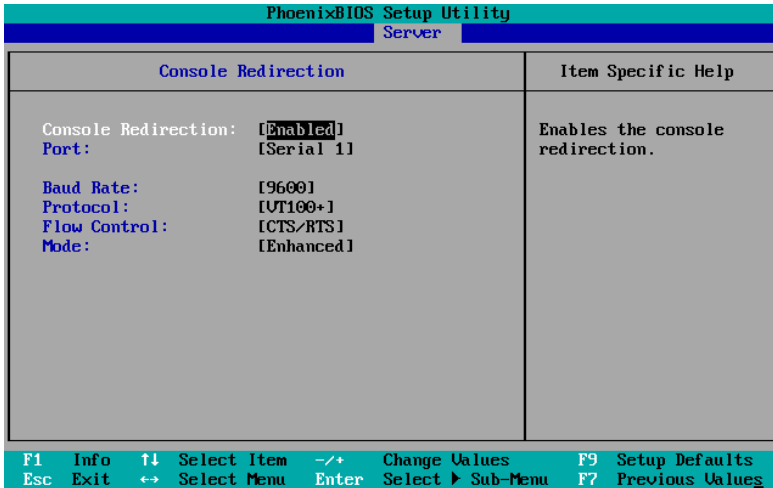 PhoenixBIOS Setup Utility
Server
Console Redirection
Item Specific Help
Console Redirection: [Enabled]
Port: [Serial 1]
Baud Rate: [9600]
Protocol: [VT100+]
Flow Control: [CTS/RTS]
Mode: [Enhanced]
Enables the console
redirection.
F1 Info ↑↓ Select Item -/+ Change Values F9 Setup Defaults
Esc Exit ↔ Select Menu Enter Select ▶ Sub-Menu F7 Previous Values